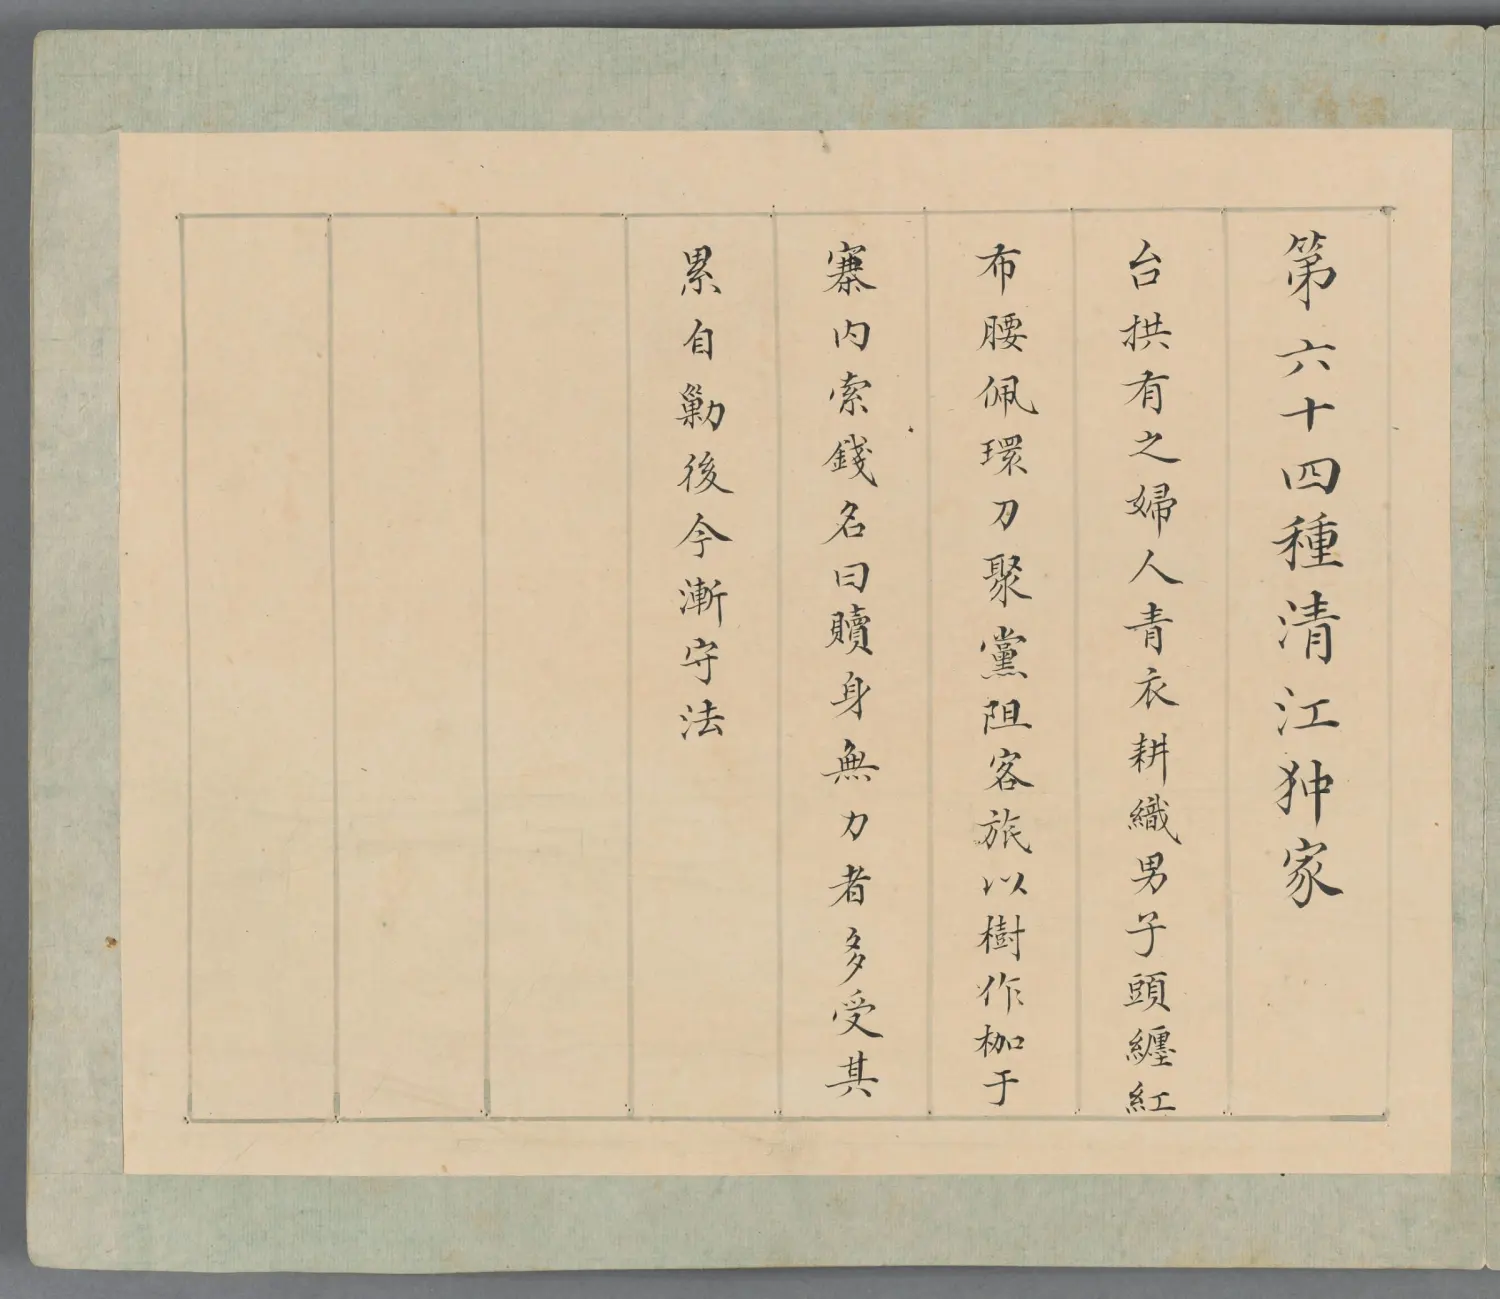 第六十四種清江狆家
台拱有之婦人青衣耕織男子頭纏紅
布腰佩環刀聚黨阻客旅以樹作枷于
寨内索錢名曰贖身無力者多受其
累自勦後今漸守法